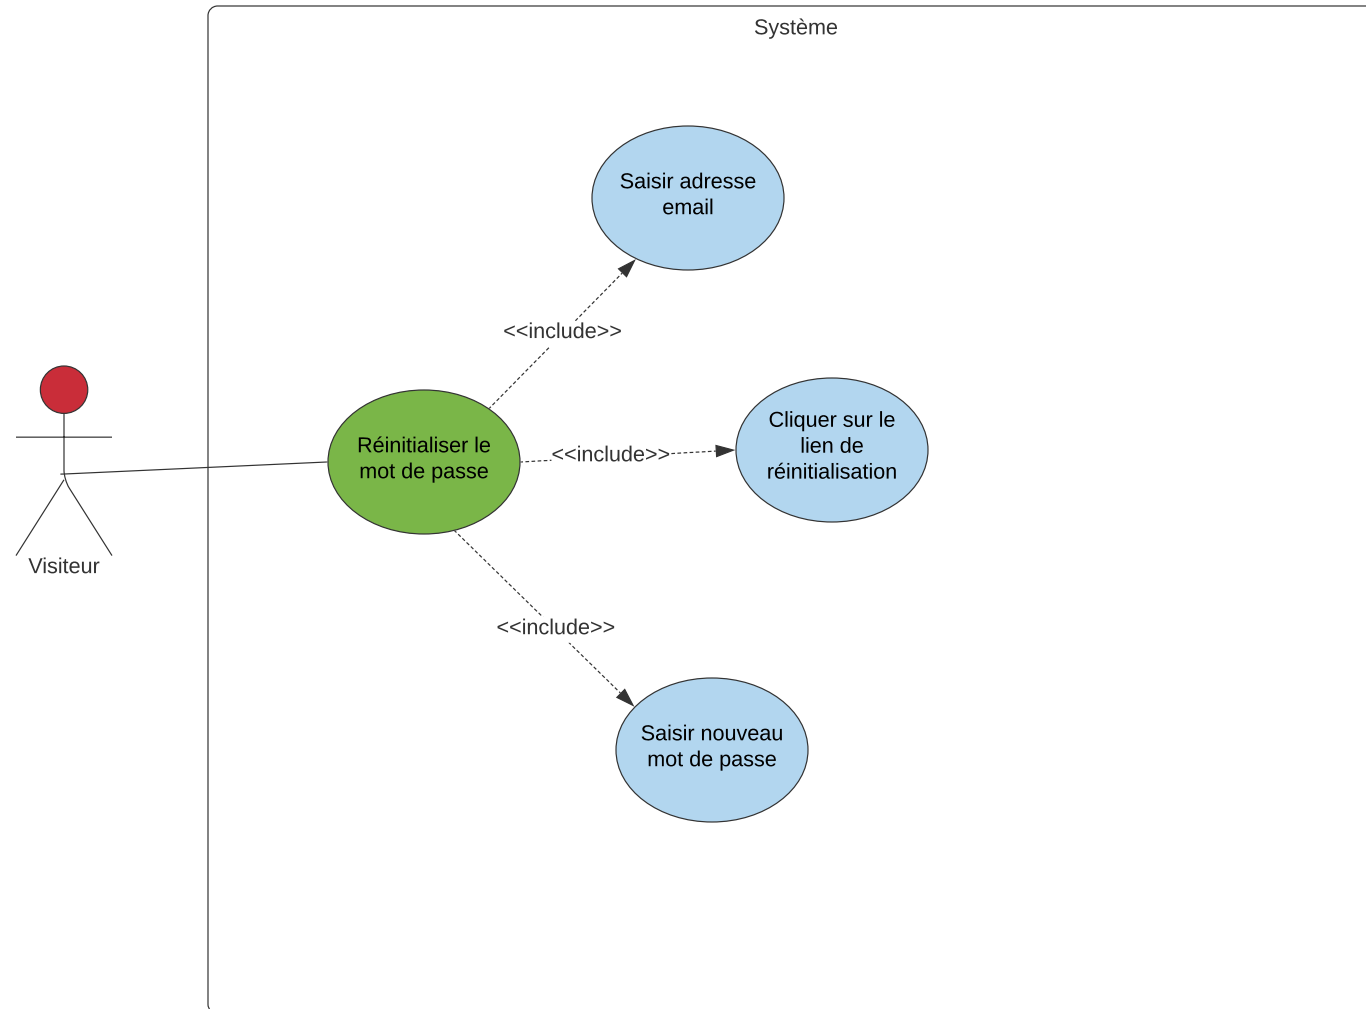 Système
Saisir adresse
email
<<include>>
Réinitialiser le
mot de passe
<<include>>
Cliquer sur le
lien de
réinitialisation
Visiteur
<<include>>
Saisir nouveau
mot de passe